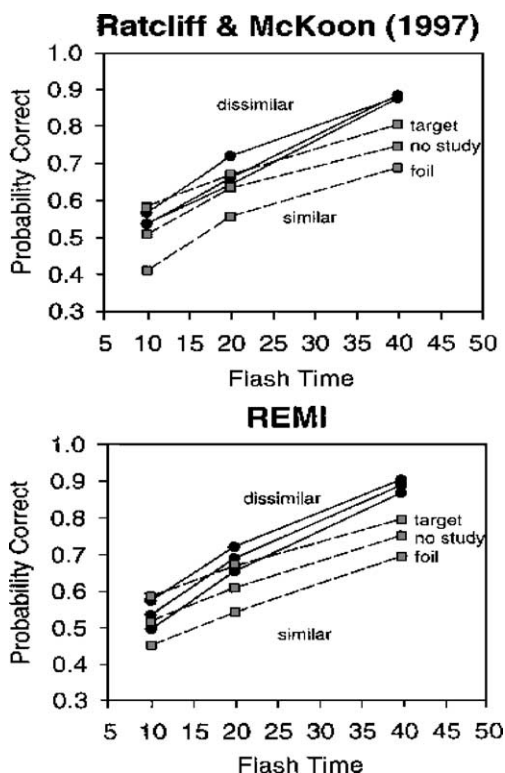 Ratcliff & McKoon (1997)
1.0
0.9
0.8
0.7
0.6
0.5
0.4
0.3
Probability Correct
dissimilar
target
no study
foil
similar
5 10 15 20 25 30 35 40 45 50
Flash Time
REMI
1.0
0.9
0.8
0.7
0.6
0.5
0.4
0.3
Probability Correct
dissimilar
target
no study
foil
similar
5 10 15 20 25 30 35 40 45 50
Flash Time